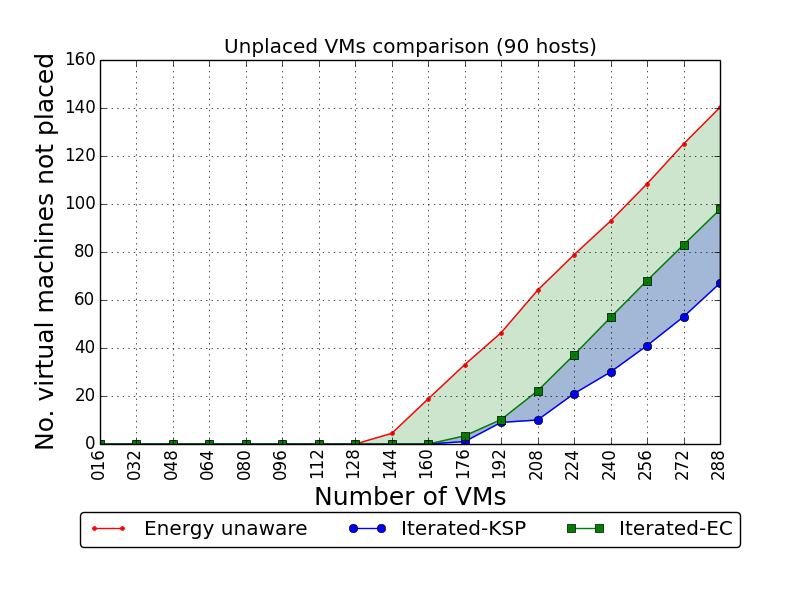 Unplaced VMs comparison (90 hosts)
No. virtual machines not placed
160
140
120
100
80
60
40
20
0
016 032 048 064 080 096 112 128 144 160 176 192 208 224 240 256 272 288
Number of VMs
Energy unaware Iterated-KSP Iterated-EC